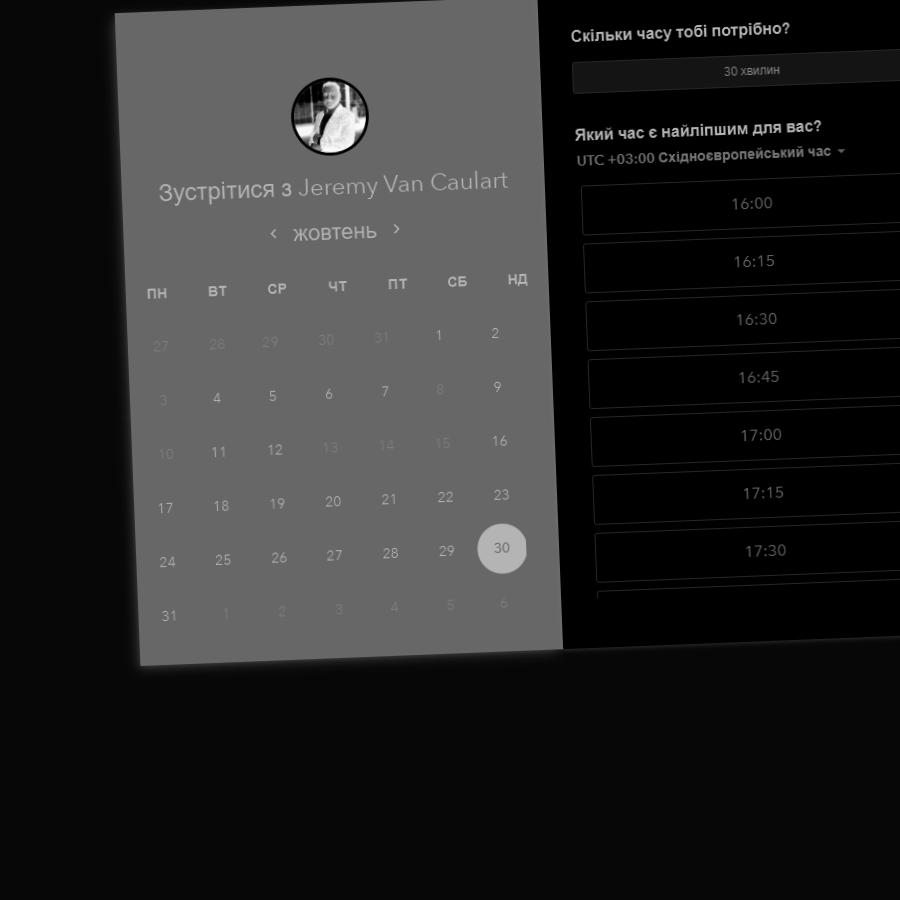 Зустрітися з Jeremy Van Caulart
‹ жовтень ›
ПН ВТ СР ЧТ ПТ СБ НД
27 28 29 30 31 1 2
3 4 5 6 7 8 9
10 11 12 13 14 15 16
17 18 19 20 21 22 23
24 25 26 27 28 29 30
31 1 2 3 4 5 6
Скільки часу тобі потрібно?
30 хвилин
Який час є найліпшим для вас?
UTC +03:00 Східноєвропейський час
16:00
16:15
16:30
16:45
17:00
17:15
17:30